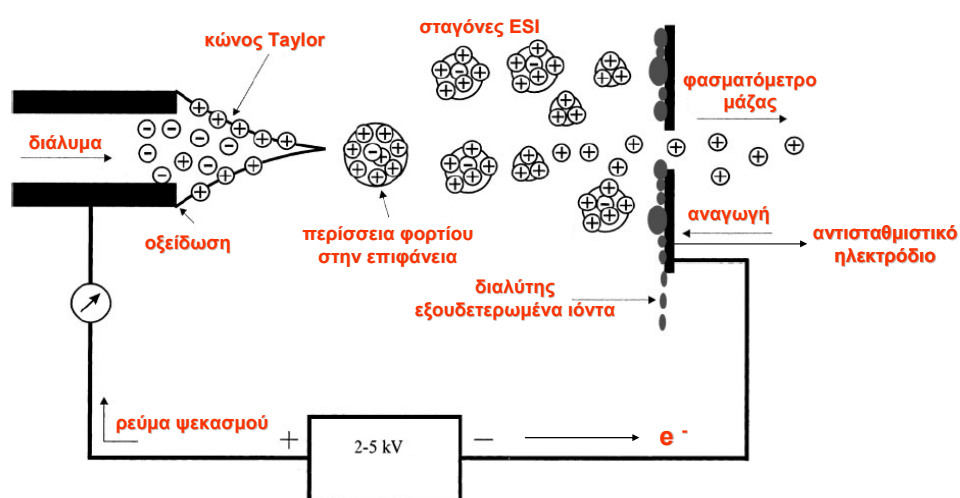 σταγόνες ESI
κώνος Taylor
φασματόμετρο
μάζας
διάλυμα
οξείδωση
περίσσεια φορτίου
στην επιφάνεια
αναγωγή
αντισταθμιστικό
ηλεκτρόδιο
διαλύτης
εξουδετερωμένα ιόντα
ρεύμα ψεκασμού
+
2-5 kV
−
e -